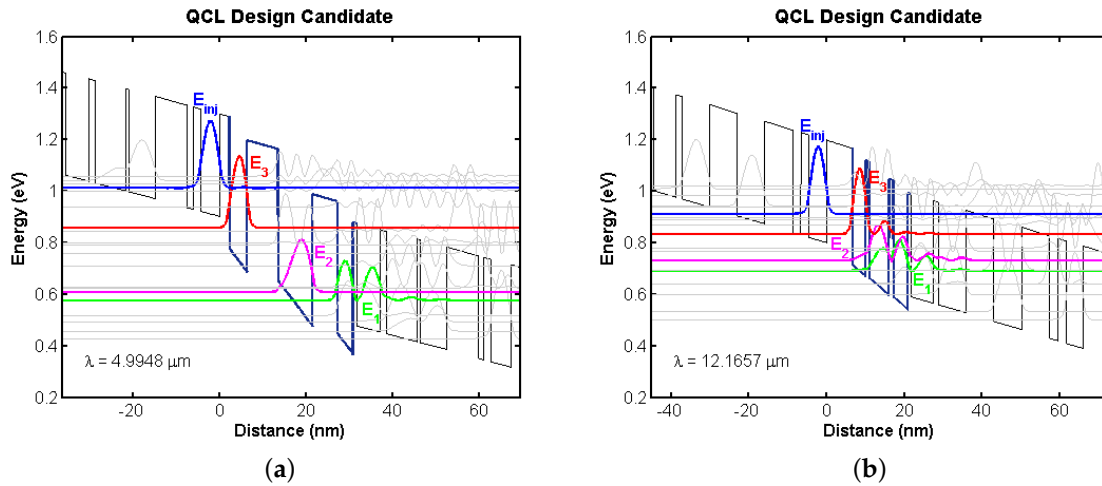 QCL Design Candidate
1.6
1.4
1.2
1
0.8
0.6
0.4
0.2
Energy (eV)
E_inj
E_3
E_2
E_1
λ = 4.9948 μm
-20
0
20
40
60
Distance (nm)
(a)
QCL Design Candidate
1.6
1.4
1.2
1
0.8
0.6
0.4
0.2
Energy (eV)
E_inj
E_3
E_2
E_1
λ = 12.1657 μm
-40
-20
0
20
40
60
Distance (nm)
(b)